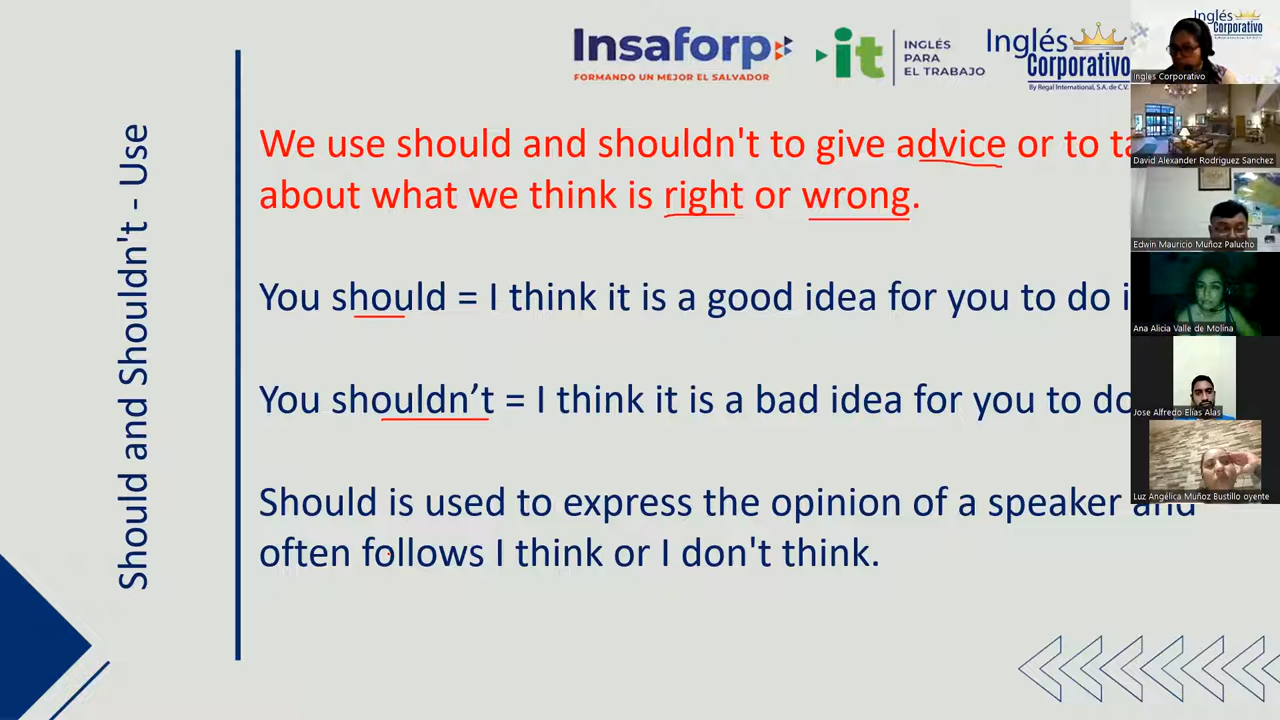 Insaforp
FORMANDO UN MEJOR EL SALVADOR
it
INGLÉS
PARA
EL TRABAJO
Inglés
Corporativo
By Regal International, S.A. de C.V.
Inglés
Corporativo
Ingles Corporativo
David Alexander Rodriguez Sanchez
Edwin Mauricio Muñoz Palucho
Ana Alicia Valle de Molina
Jose Alfredo Elías Alas
Luz Angélica Muñoz Bustillo oyente
Should and Shouldn't - Use
We use should and shouldn't to give advice or to ta
about what we think is right or wrong.
You should = I think it is a good idea for you to do i
You shouldn’t = I think it is a bad idea for you to do
Should is used to express the opinion of a speaker and
often follows I think or I don't think.